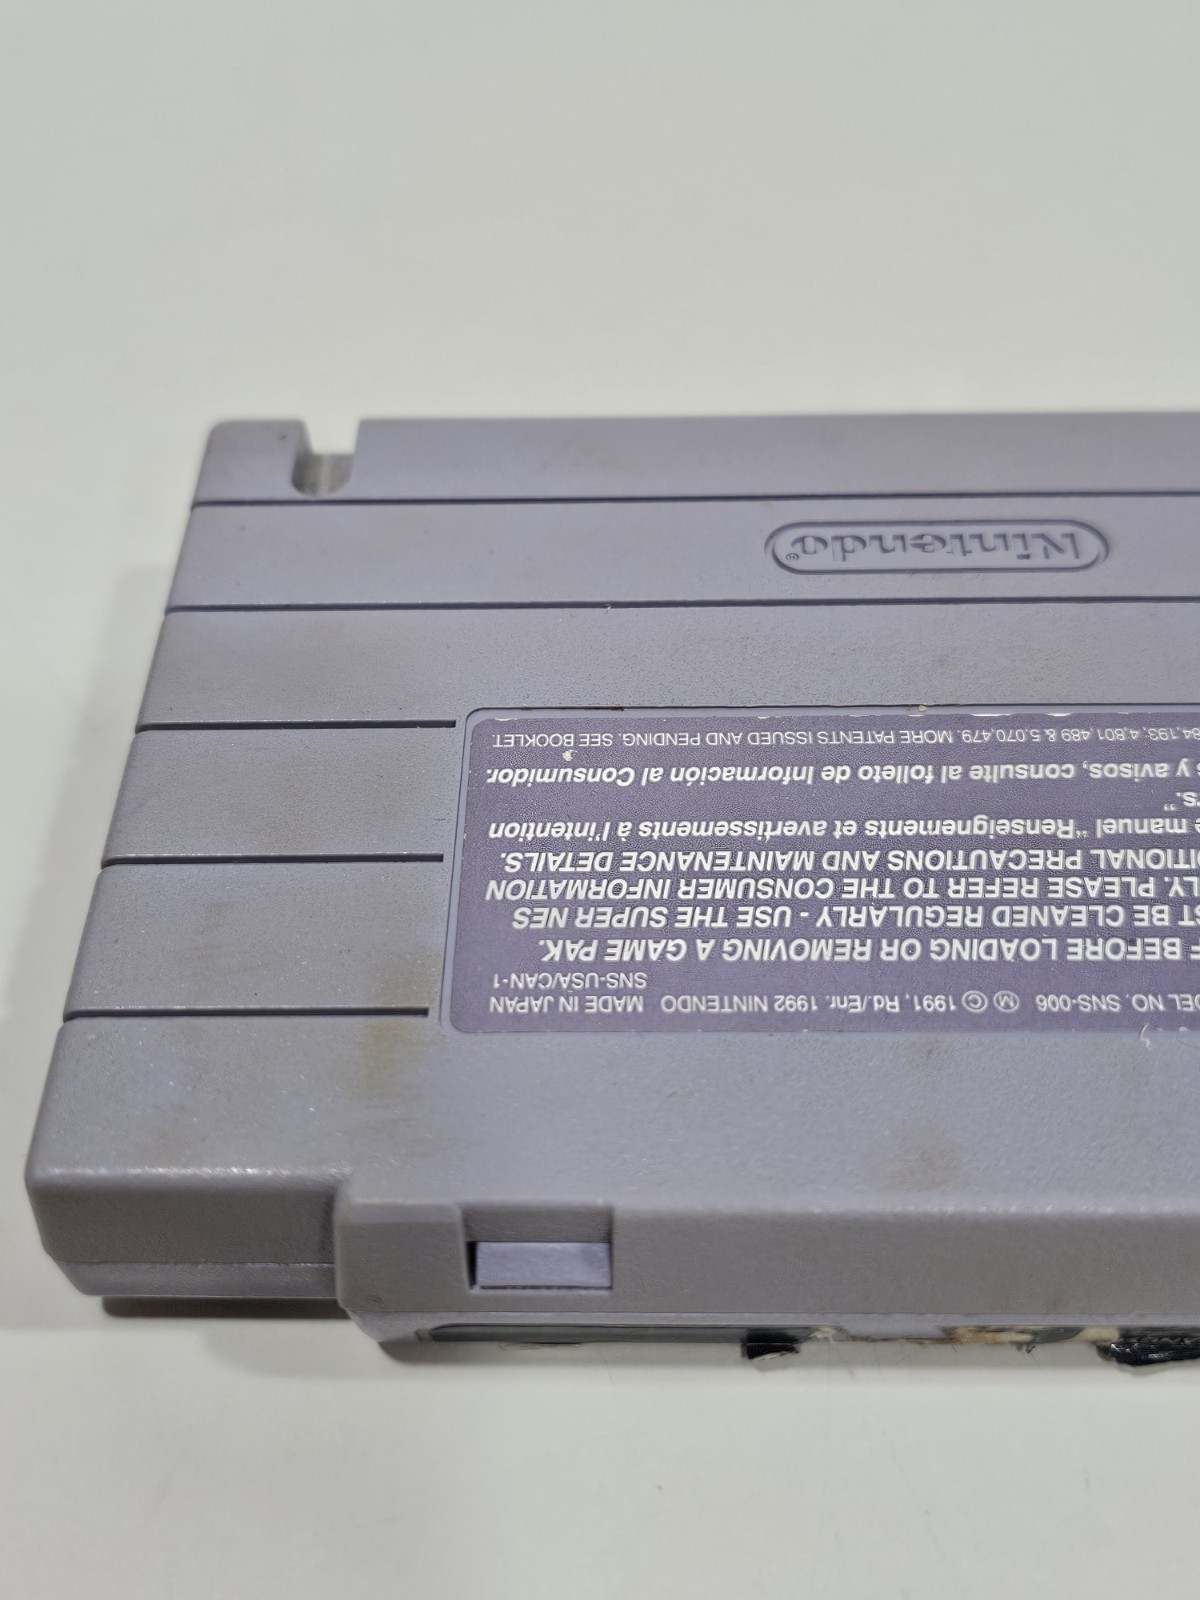 DEL NO. SNS-006 Ⓜ © 1991, Rd./Enr. 1992 NINTENDO MADE IN JAPAN
SNS-USA/CAN-1
F BEFORE LOADING OR REMOVING A GAME PAK.
ST BE CLEANED REGULARLY - USE THE SUPER NES
LY. PLEASE REFER TO THE CONSUMER INFORMATION
DITIONAL PRECAUTIONS AND MAINTENANCE DETAILS.
e manuel "Renseignements et avertissements à l'intention
rs."
s y avisos, consulte al folleto de Información al Consumidor.
84,193; 4,801,489 & 5,070,479. MORE PATENTS ISSUED AND PENDING. SEE BOOKLET.
Nintendo®